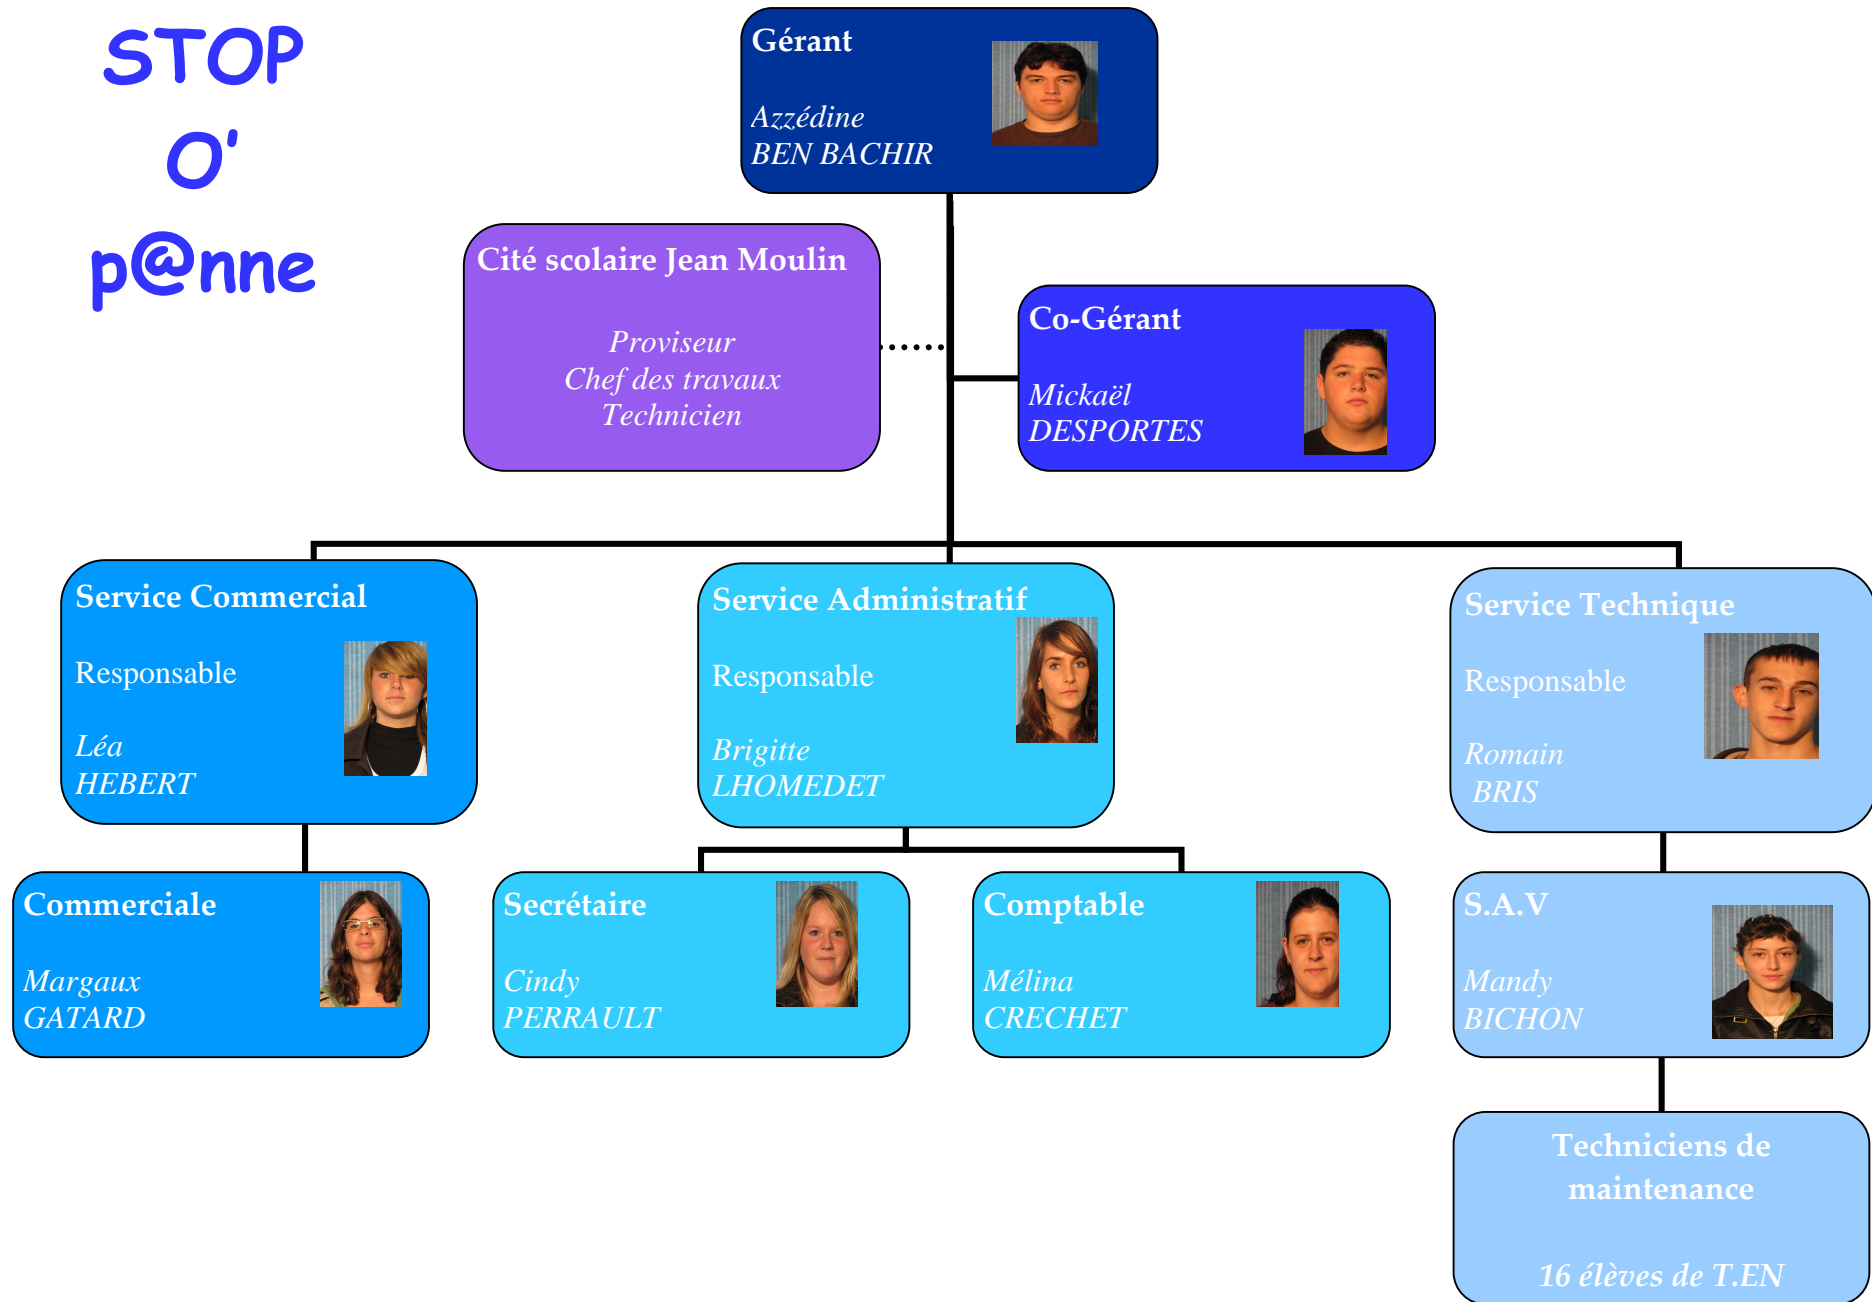 STOP
O'
p@nne
Gérant
Azzédine
BEN BACHIR
Cité scolaire Jean Moulin
Proviseur
Chef des travaux
Technicien
Co-Gérant
Mickaël
DESPORTES
Service Commercial
Responsable
Léa
HEBERT
Service Administratif
Responsable
Brigitte
LHOMEDET
Service Technique
Responsable
Romain
BRIS
Commerciale
Margaux
GATARD
Secrétaire
Cindy
PERRAULT
Comptable
Mélina
CRECHET
S.A.V
Mandy
BICHON
Techniciens de
maintenance
16 élèves de T.EN